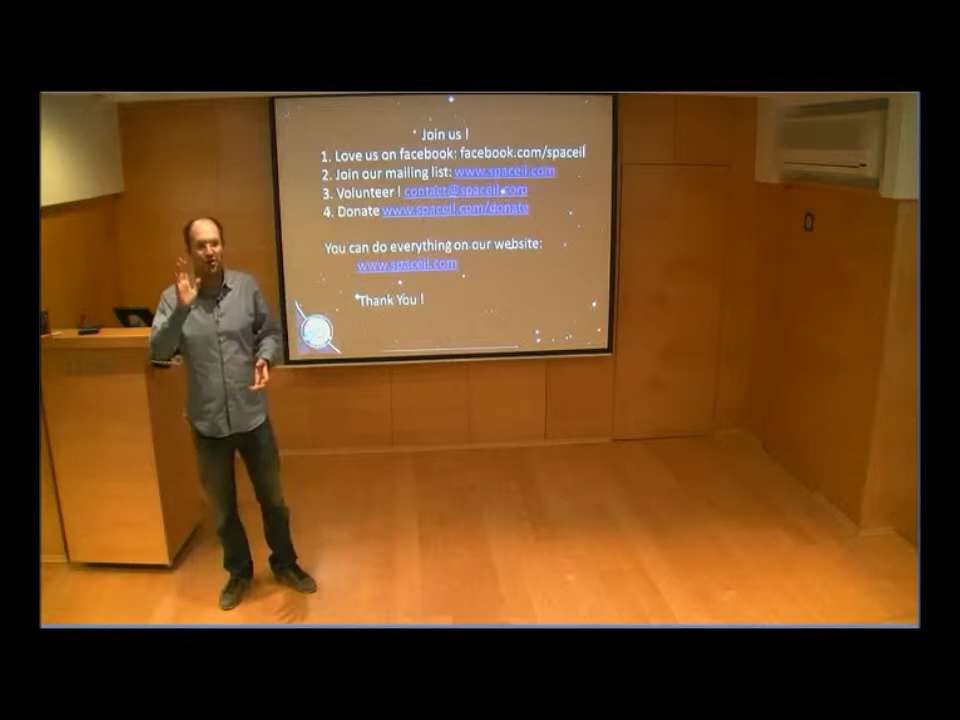 Join us !
1. Love us on facebook: facebook.com/spaceil
2. Join our mailing list: www.spaceil.com
3. Volunteer ! contact@spaceil.com
4. Donate www.spaceil.com/donate
You can do everything on our website:
www.spaceil.com
Thank You !